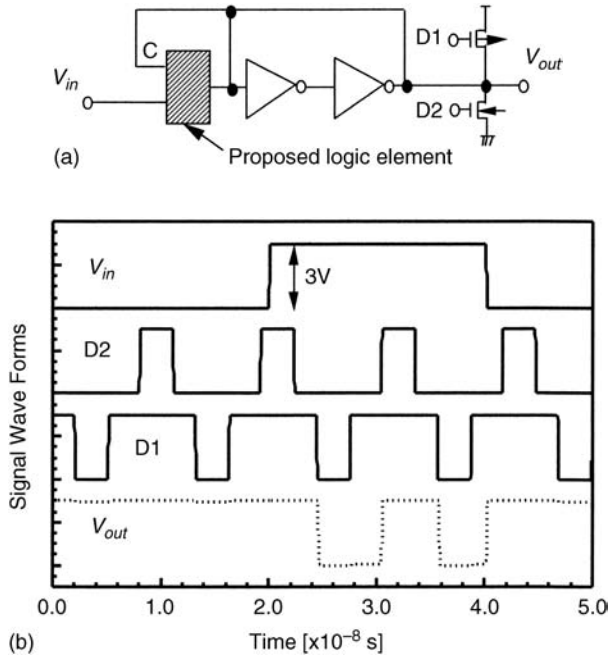 C
D1
V_in
V_out
D2
Proposed logic element
(a)
V_in
3V
D2
D1
V_out
Signal Wave Forms
0.0 1.0 2.0 3.0 4.0 5.0
(b) Time [x10⁻⁸ s]